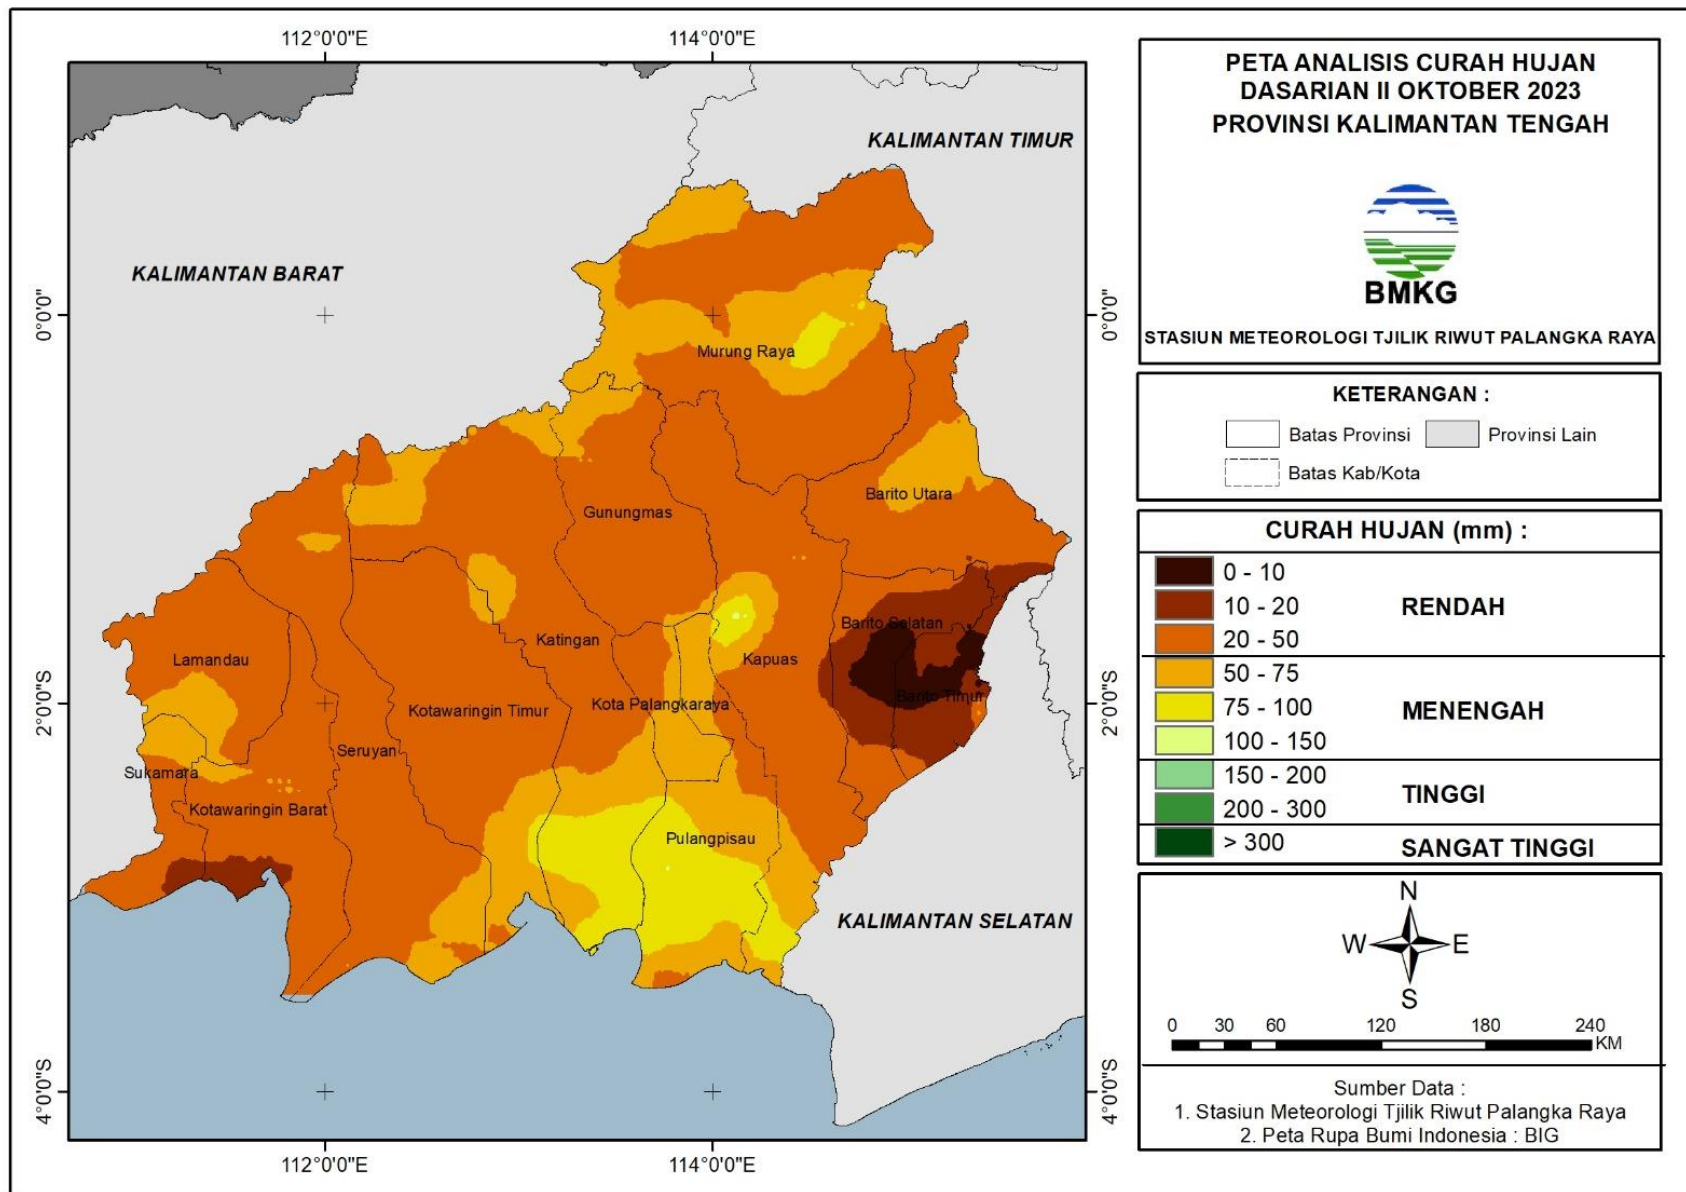 112°0'0"E
114°0'0"E
KALIMANTAN TIMUR
KALIMANTAN BARAT
0°0'0"
0°0'0"
Murung Raya
Barito Utara
Gunungmas
Barito Selatan
Katingan
Lamandau
Kapuas
Barito Timur
2°0'0"S
2°0'0"S
Kotawaringin Timur
Kota Palangkaraya
Seruyan
Sukamara
Kotawaringin Barat
Pulangpisau
KALIMANTAN SELATAN
4°0'0"S
4°0'0"S
112°0'0"E
114°0'0"E
PETA ANALISIS CURAH HUJAN
DASARIAN II OKTOBER 2023
PROVINSI KALIMANTAN TENGAH
BMKG
STASIUN METEOROLOGI TJILIK RIWUT PALANGKA RAYA
KETERANGAN :
Batas Provinsi
Provinsi Lain
Batas Kab/Kota
CURAH HUJAN (mm) :
0 - 10
10 - 20
RENDAH
20 - 50
50 - 75
75 - 100
MENENGAH
100 - 150
150 - 200
TINGGI
200 - 300
> 300
SANGAT TINGGI
N
W E
S
0 30 60 120 180 240
KM
Sumber Data :
1. Stasiun Meteorologi Tjilik Riwut Palangka Raya
2. Peta Rupa Bumi Indonesia : BIG